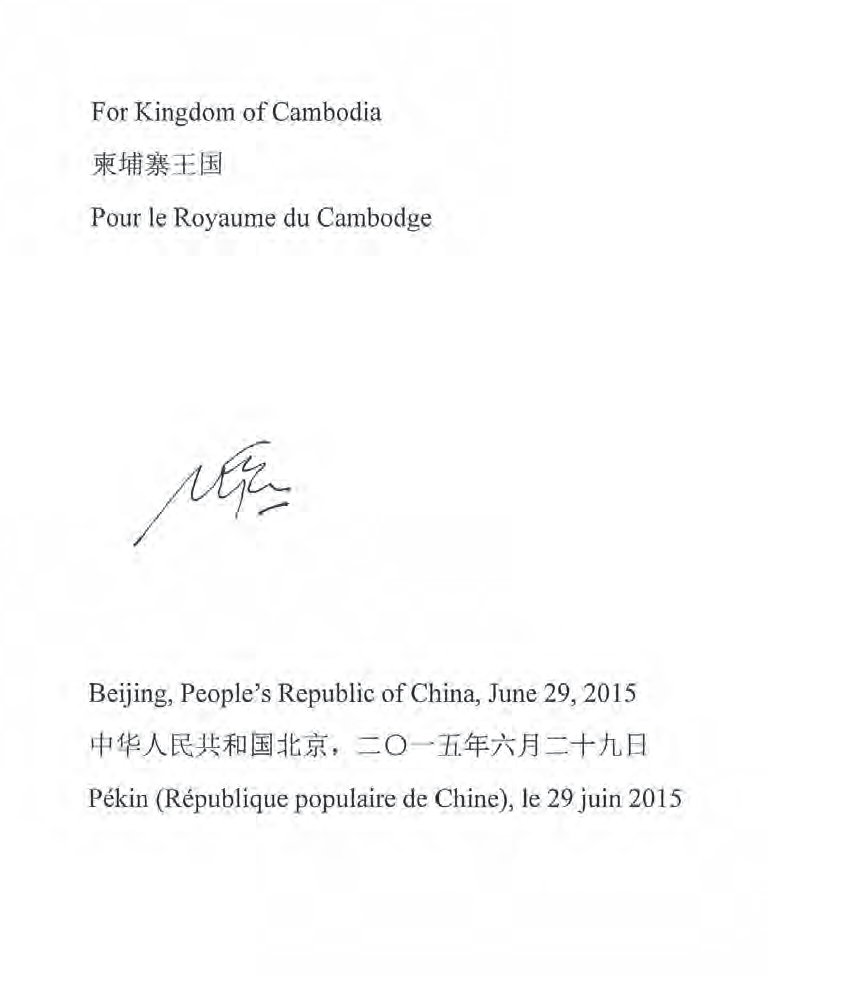 For Kingdom of Cambodia
柬埔寨王国
Pour le Royaume du Cambodge
Beijing, People's Republic of China, June 29, 2015
中华人民共和国北京，二〇一五年六月二十九日
Pékin (République populaire de Chine), le 29 juin 2015